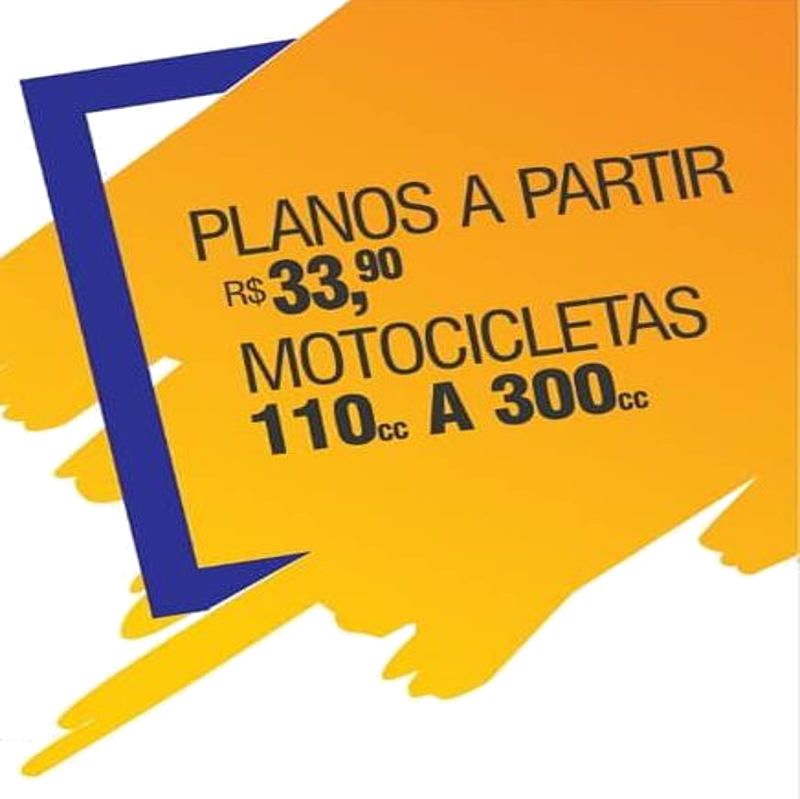 PLANOS A PARTIR
R$ 33,90
MOTOCICLETAS
110cc A 300cc